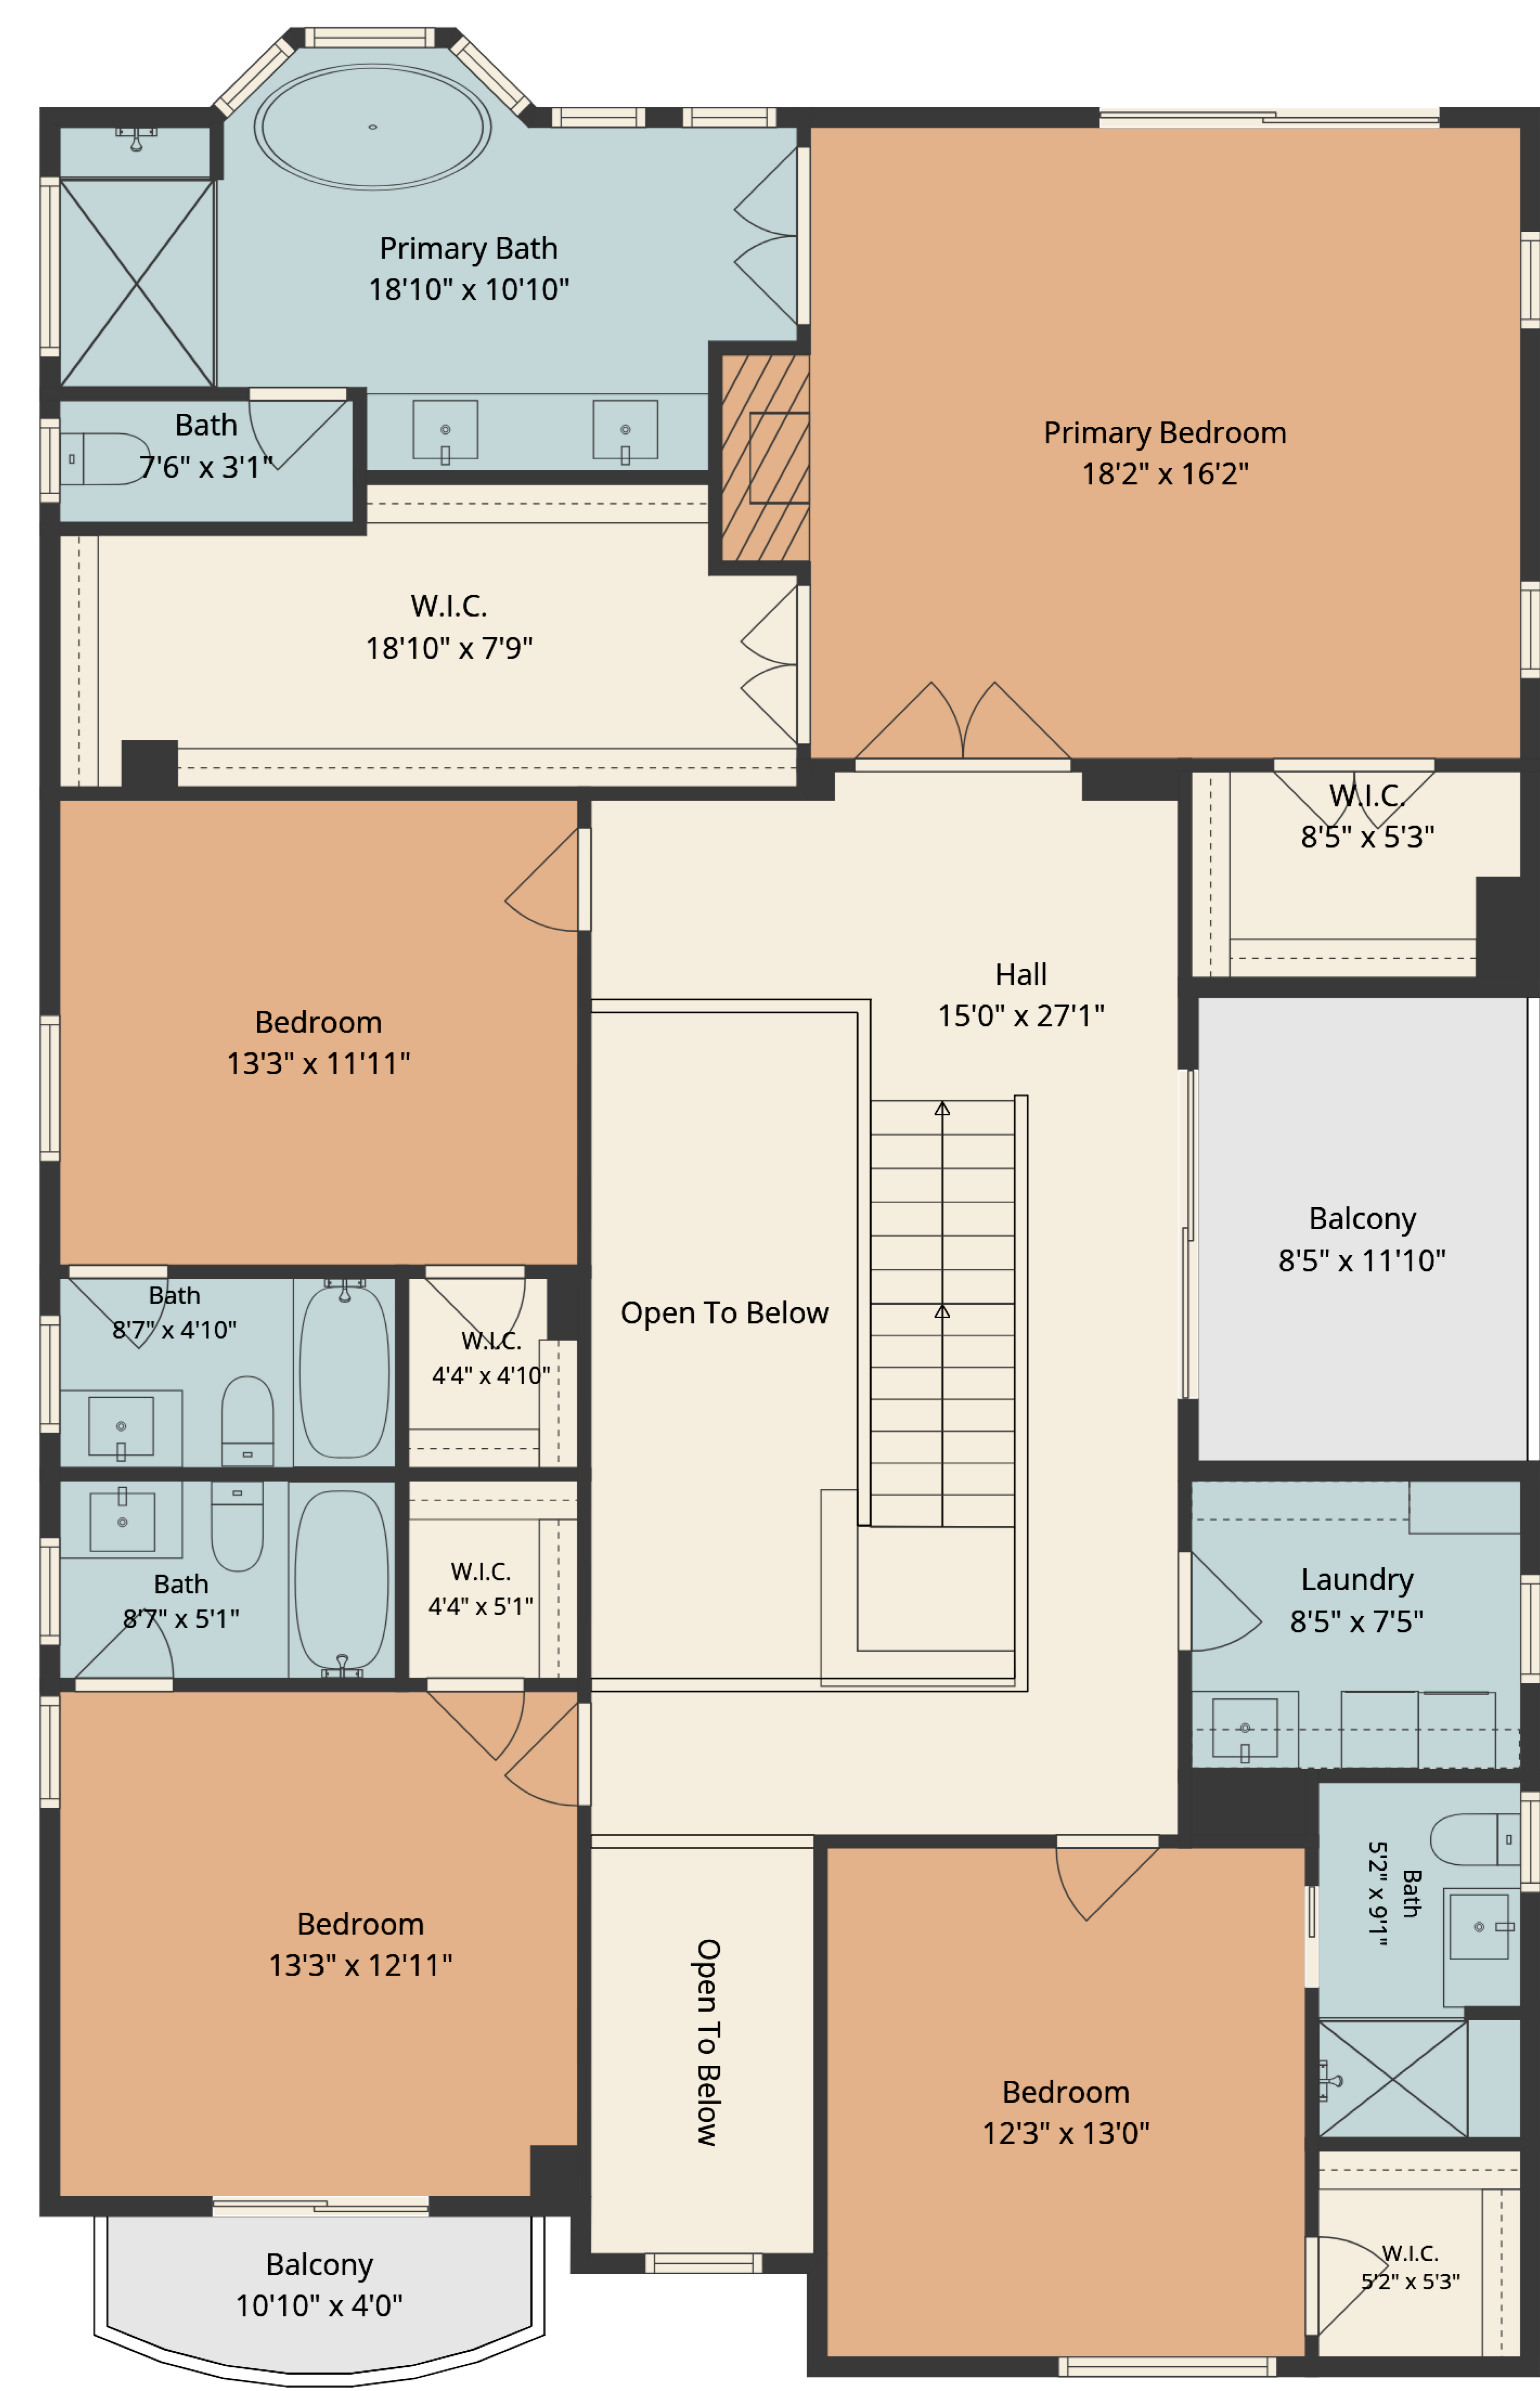 Primary Bath
18'10" x 10'10"
Bath
7'6" x 3'1"
Primary Bedroom
18'2" x 16'2"
W.I.C.
18'10" x 7'9"
W.I.C.
8'5" x 5'3"
Hall
15'0" x 27'1"
Bedroom
13'3" x 11'11"
Balcony
8'5" x 11'10"
Bath
8'7" x 4'10"
W.I.C.
4'4" x 4'10"
Open To Below
Bath
8'7" x 5'1"
W.I.C.
4'4" x 5'1"
Laundry
8'5" x 7'5"
Bath
5'2" x 9'1"
Bedroom
13'3" x 12'11"
Open To Below
Bedroom
12'3" x 13'0"
Balcony
10'10" x 4'0"
W.I.C.
5'2" x 5'3"